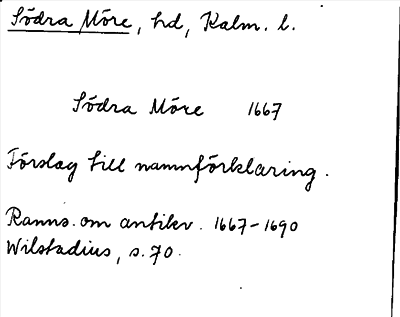 Södra Möre, hd, Kalm. l.
Södra Möre 1667
Förslag till namnförklaring.
Ranns. om antikv. 1667-1690
Wilstadius, s. 70.